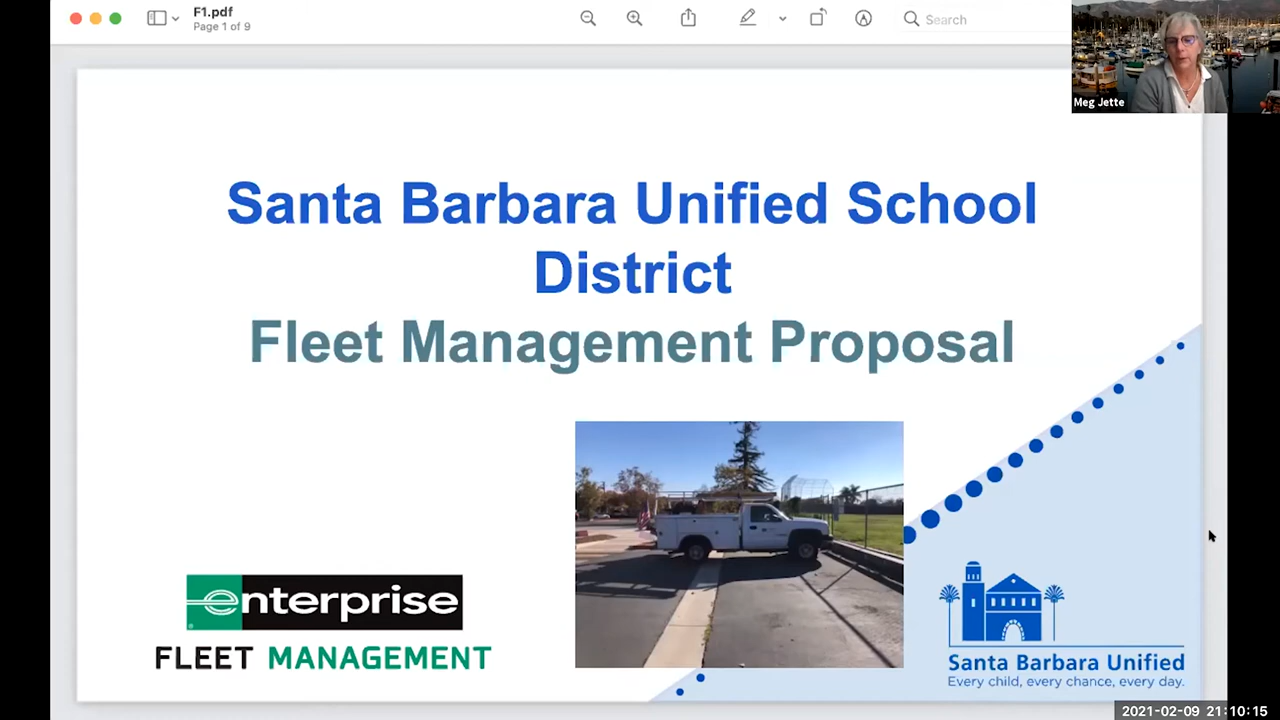 F1.pdf
Page 1 of 9
Search
Meg Jette
Santa Barbara Unified School
District
Fleet Management Proposal
enterprise
FLEET MANAGEMENT
Santa Barbara Unified
Every child, every chance, every day.
2021-02-09 21:10:15